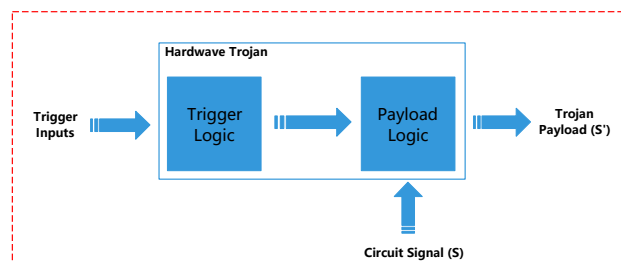 Hardwave Trojan
Trigger
Inputs
Trigger
Logic
Payload
Logic
Trojan
Payload (S')
Circuit Signal (S)